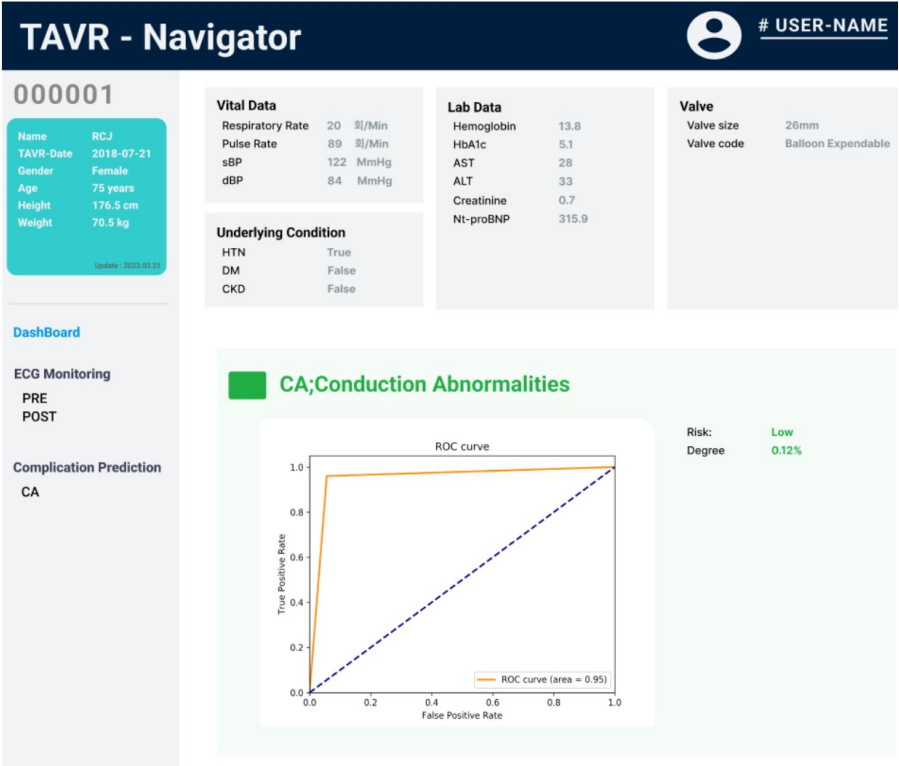 TAVR - Navigator
# USER-NAME
000001
Name RCJ
TAVR-Date 2018-07-21
Gender Female
Age 75 years
Height 176.5 cm
Weight 70.5 kg
Update : 2023.03.21
DashBoard
ECG Monitoring
PRE
POST
Complication Prediction
CA
Vital Data
Respiratory Rate 20 회/Min
Pulse Rate 89 회/Min
sBP 122 MmHg
dBP 84 MmHg
Underlying Condition
HTN True
DM False
CKD False
Lab Data
Hemoglobin 13.8
HbA1c 5.1
AST 28
ALT 33
Creatinine 0.7
Nt-proBNP 315.9
Valve
Valve size 26mm
Valve code Balloon Expendable
CA;Conduction Abnormalities
ROC curve
1.0
0.8
0.6
0.4
0.2
0.0
True Positive Rate
ROC curve (area = 0.95)
0.0 0.2 0.4 0.6 0.8 1.0
False Positive Rate
Risk: Low
Degree 0.12%